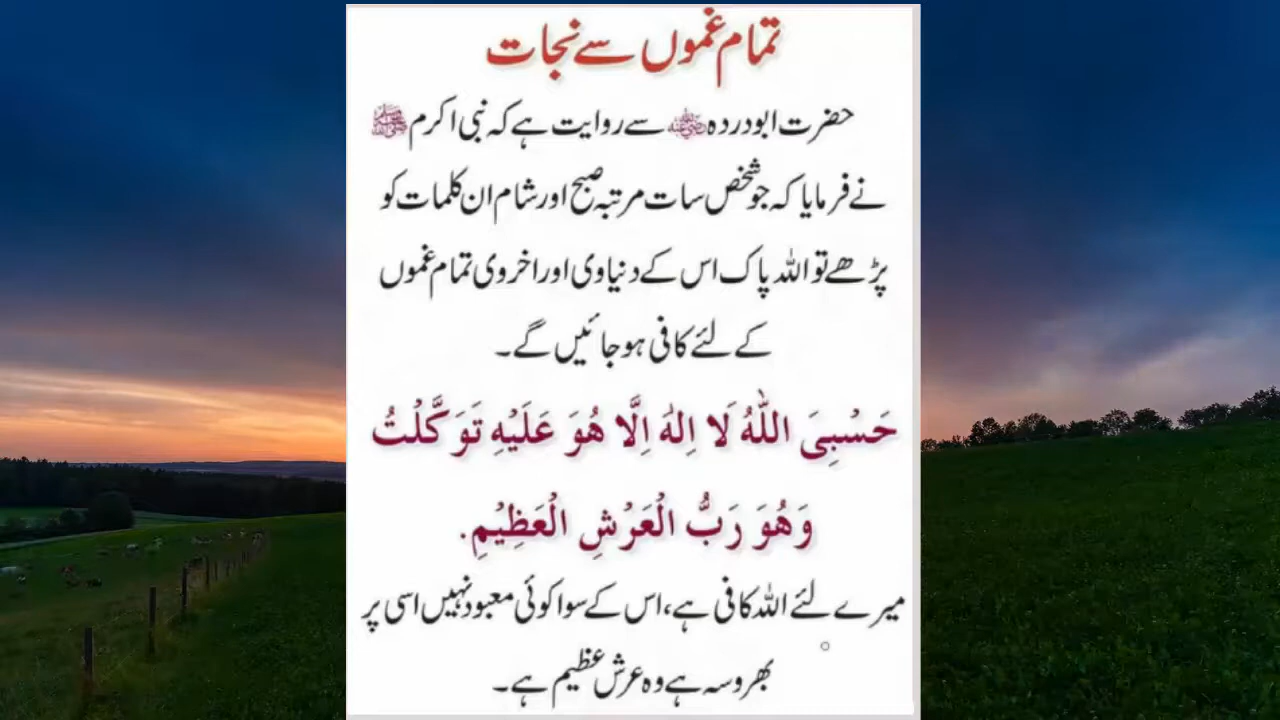 تمام غموں سے نجات
حضرت ابودردہ رضی اللہ عنہ سے روایت ہے کہ نبی اکرم ﷺ
نے فرمایا کہ جو شخص سات مرتبہ صبح اور شام ان کلمات کو
پڑھے تو اللہ پاک اس کے دنیاوی اور اخروی تمام غموں
کے لئے کافی ہو جائیں گے۔
حَسْبِیَ اللّٰهُ لَا اِلٰهَ اِلَّا هُوَ عَلَيْهِ تَوَكَّلْتُ
وَهُوَ رَبُّ الْعَرْشِ الْعَظِيْمِ.
میرے لئے اللہ کافی ہے، اس کے سوا کوئی معبود نہیں اسی پر
بھروسہ ہے وہ عرش عظیم ہے۔